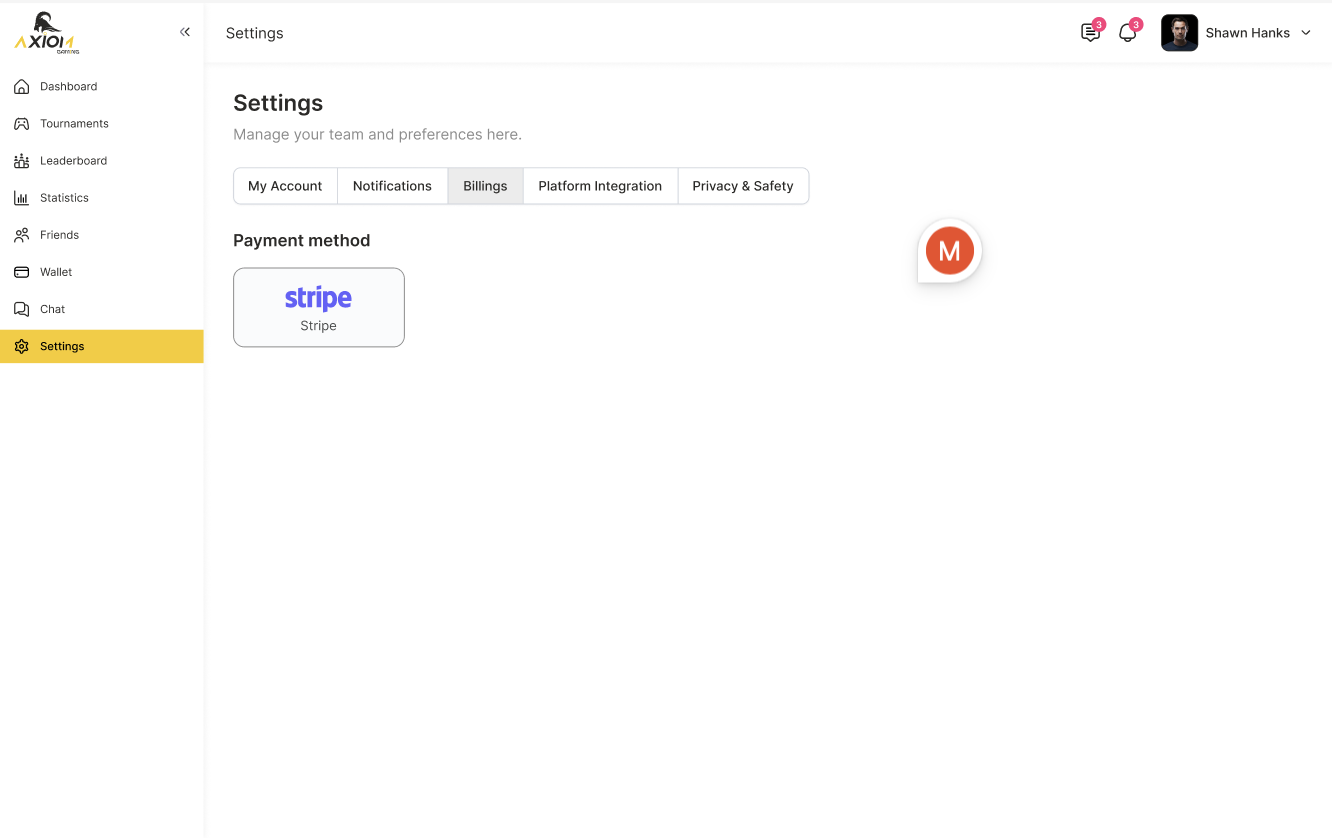 AXIOM
GAMING
Settings
3
3
Shawn Hanks
Dashboard
Tournaments
Leaderboard
Statistics
Friends
Wallet
Chat
Settings
Settings
Manage your team and preferences here.
My Account
Notifications
Billings
Platform Integration
Privacy & Safety
Payment method
stripe
Stripe
M